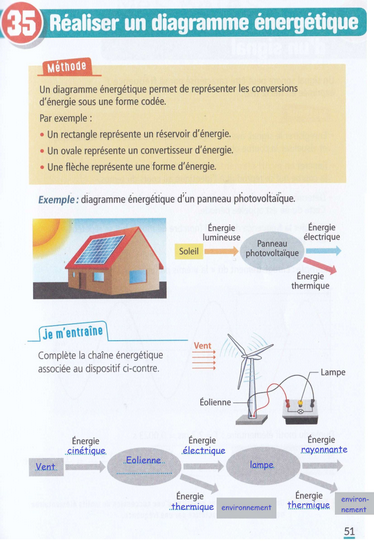 35 Réaliser un diagramme énergétique
Méthode
Un diagramme énergétique permet de représenter les conversions
d'énergie sous une forme codée.
Par exemple :
• Un rectangle représente un réservoir d'énergie.
• Un ovale représente un convertisseur d'énergie.
• Une flèche représente une forme d'énergie.
Exemple : diagramme énergétique d'un panneau photovoltaïque.
Énergie
lumineuse
Énergie
électrique
Soleil
Panneau
photovoltaïque
Énergie
thermique
Je m'entraîne
Complète la chaîne énergétique
associée au dispositif ci-contre.
Vent
Lampe
Éolienne
Énergie
cinétique
Énergie
électrique
Énergie
rayonnante
Vent
Eolienne
lampe
Énergie
thermique
environnement
Énergie
thermique
environ-
nement
51